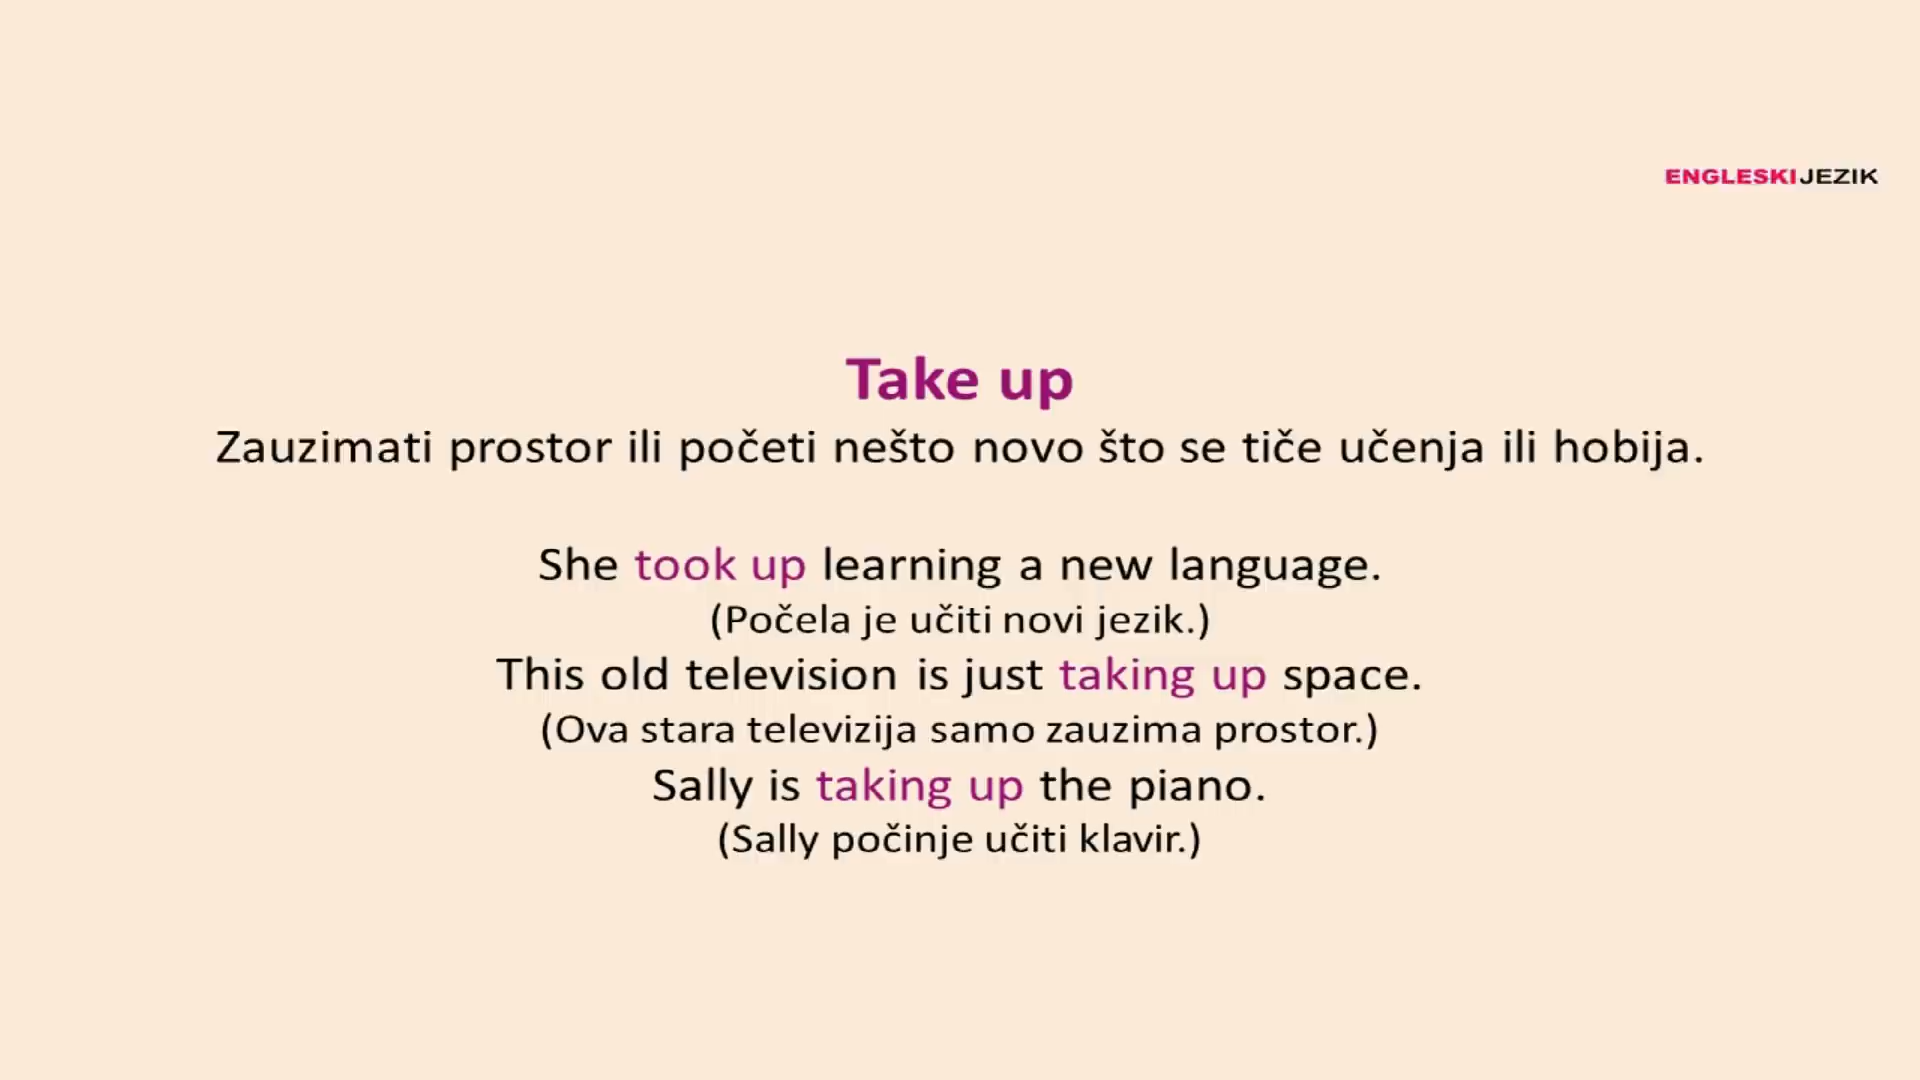 ENGLESKIJEZIK
Take up
Zauzimati prostor ili početi nešto novo što se tiče učenja ili hobija.
She took up learning a new language.
(Počela je učiti novi jezik.)
This old television is just taking up space.
(Ova stara televizija samo zauzima prostor.)
Sally is taking up the piano.
(Sally počinje učiti klavir.)